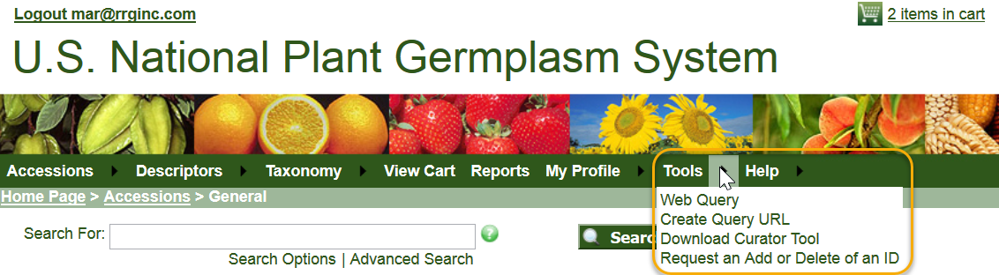 Logout mar@rrginc.com
2 items in cart
U.S. National Plant Germplasm System
Accessions Descriptors Taxonomy View Cart Reports My Profile Tools Help
Home Page > Accessions > General
Web Query
Create Query URL
Search For:
Download Curator Tool
Search Options | Advanced Search
Request an Add or Delete of an ID